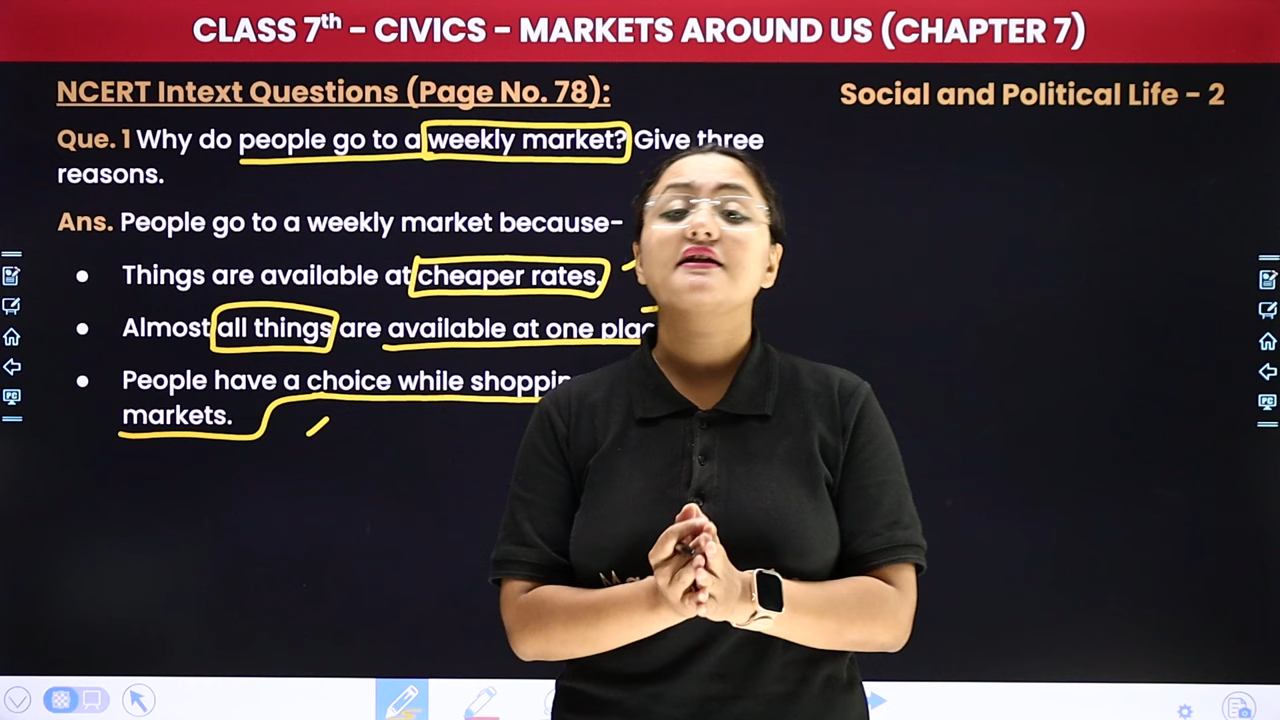 CLASS 7th - CIVICS - MARKETS AROUND US (CHAPTER 7)
NCERT Intext Questions (Page No. 78):
Social and Political Life - 2
Que. 1 Why do people go to a weekly market? Give three
reasons.
Ans. People go to a weekly market because-
• Things are available at cheaper rates.
• Almost all things are available at one
• People have a choice while
markets.
PC
PC